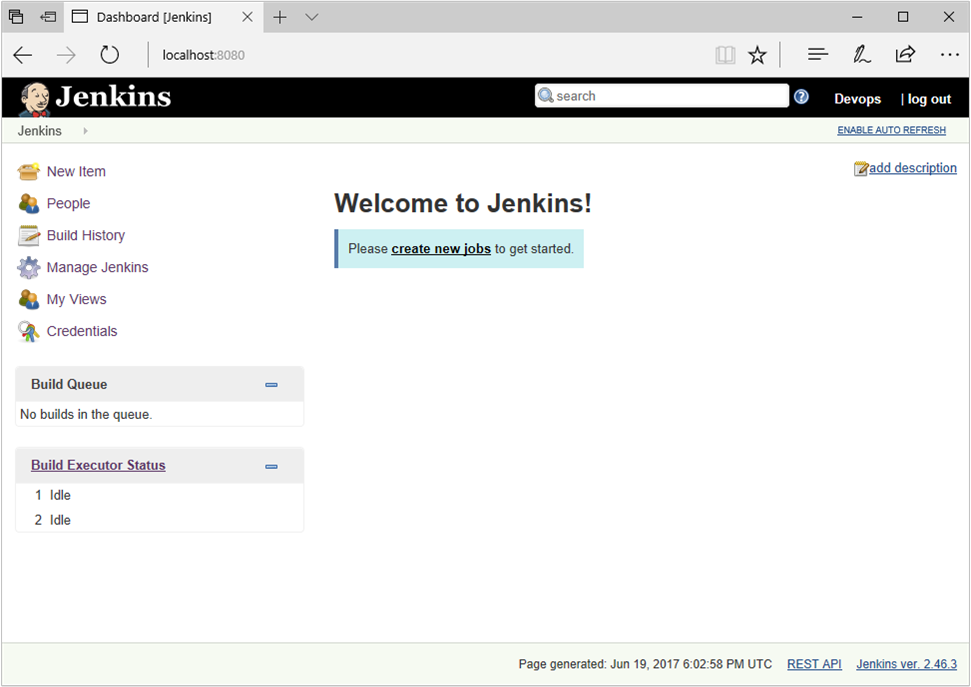 Dashboard [Jenkins]
localhost:8080
Jenkins
search
?
Devops
| log out
Jenkins
ENABLE AUTO REFRESH
New Item
People
Build History
Manage Jenkins
My Views
Credentials
add description
Welcome to Jenkins!
Please create new jobs to get started.
Build Queue
No builds in the queue.
Build Executor Status
1 Idle
2 Idle
Page generated: Jun 19, 2017 6:02:58 PM UTC REST API Jenkins ver. 2.46.3